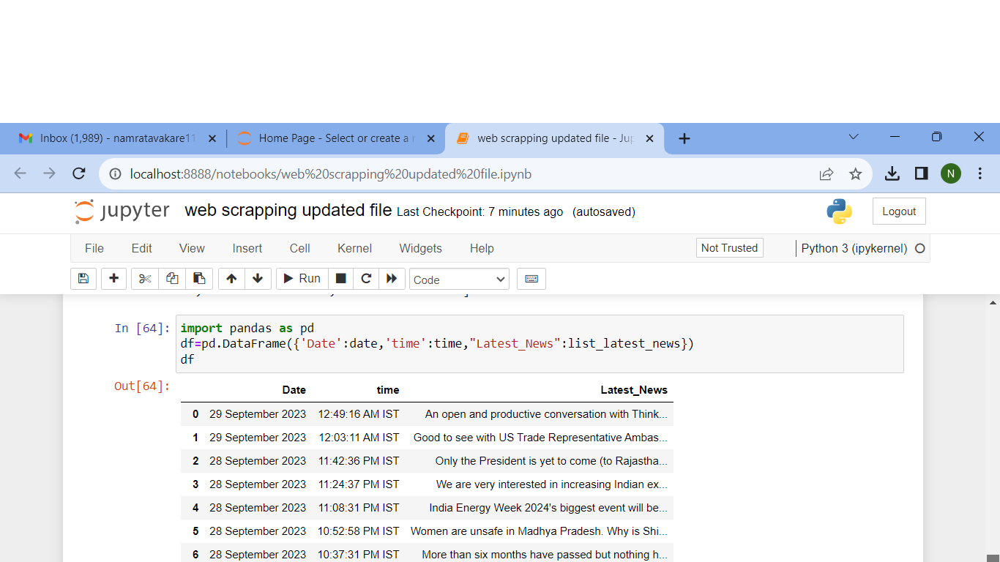 Inbox (1,989) - namratavakare11
Home Page - Select or create a n
web scrapping updated file - Jup
localhost:8888/notebooks/web%20scrapping%20updated%20file.ipynb
N
jupyter web scrapping updated file Last Checkpoint: 7 minutes ago (autosaved)
Logout
File Edit View Insert Cell Kernel Widgets Help Not Trusted Python 3 (ipykernel)
Run Code
In [64]: import pandas as pd
df=pd.DataFrame({'Date':date,'time':time,"Latest_News":list_latest_news})
df
Out[64]:
Date time Latest_News
0 29 September 2023 12:49:16 AM IST An open and productive conversation with Think...
1 29 September 2023 12:03:11 AM IST Good to see with US Trade Representative Ambas...
2 28 September 2023 11:42:36 PM IST Only the President is yet to come (to Rajastha...
3 28 September 2023 11:24:37 PM IST We are very interested in increasing Indian ex...
4 28 September 2023 11:08:31 PM IST India Energy Week 2024's biggest event will be...
5 28 September 2023 10:52:58 PM IST Women are unsafe in Madhya Pradesh. Why is Shi...
6 28 September 2023 10:37:31 PM IST More than six months have passed but nothing h...